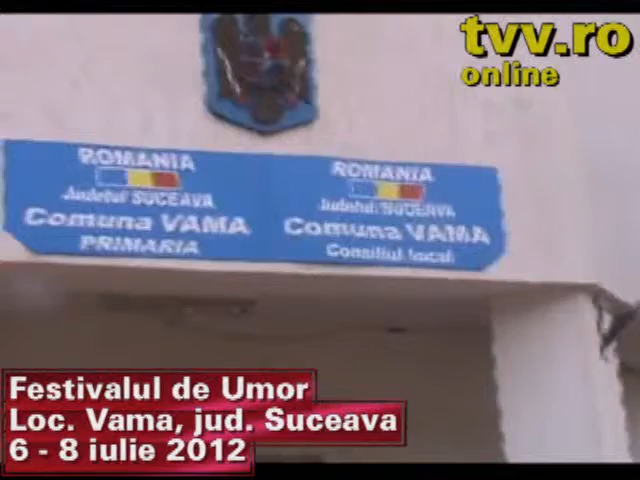 tvv.ro
online
ROMANIA
Judetul SUCEAVA
Comuna VAMA
PRIMARIA
ROMANIA
Judetul SUCEAVA
Comuna VAMA
Consiliul local
Festivalul de Umor
Loc. Vama, jud. Suceava
6 - 8 iulie 2012